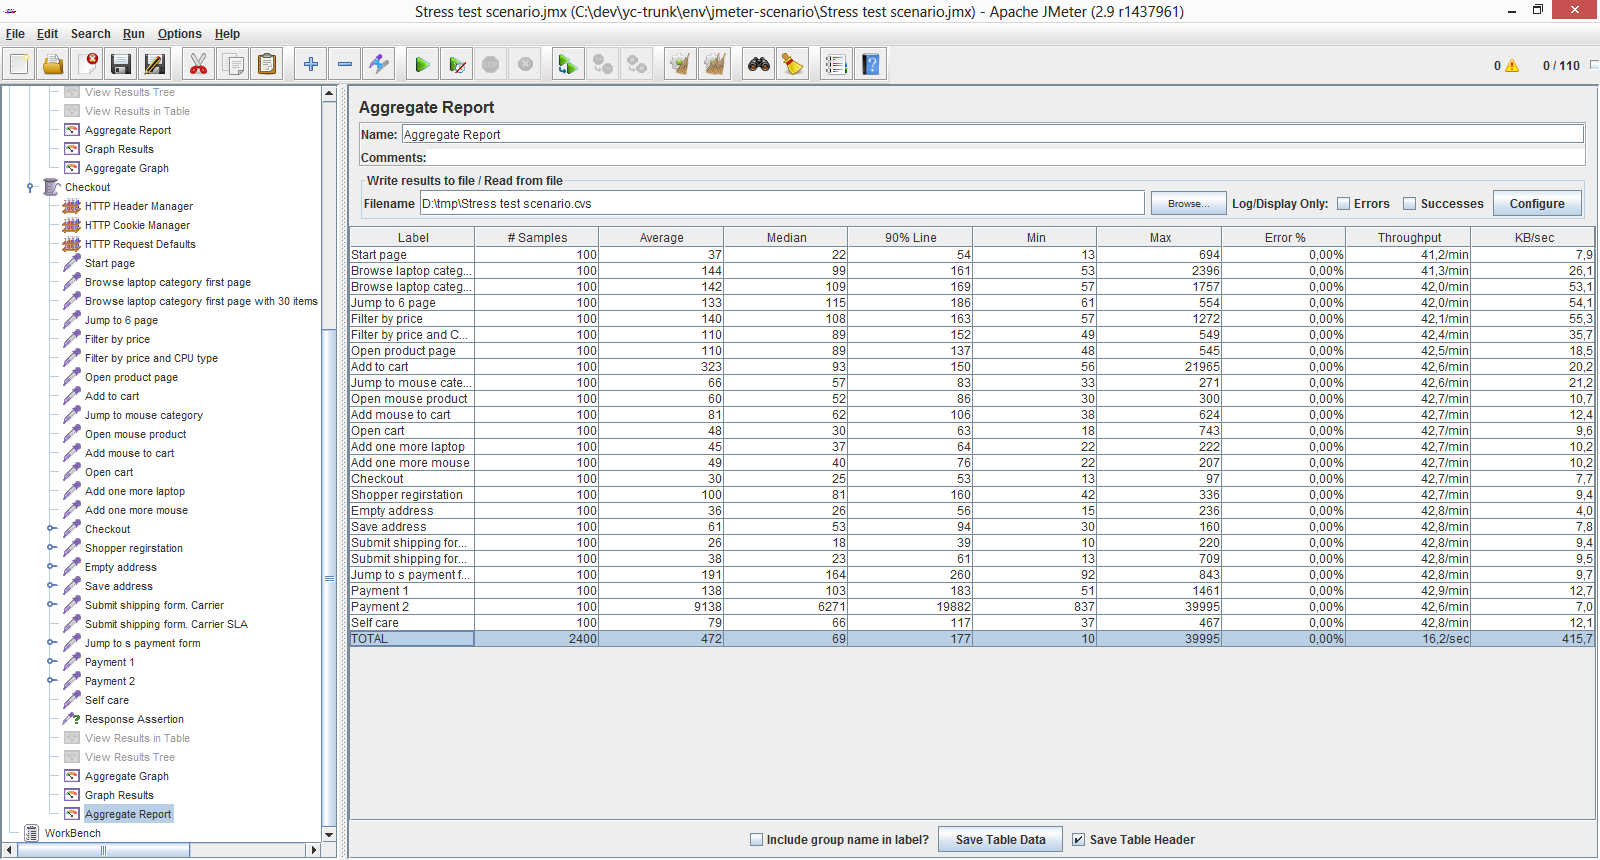 Stress test scenario.jmx (C:\dev\yc-trunk\env\jmeter-scenario\Stress test scenario.jmx) - Apache JMeter (2.9 r1437961)
File Edit Search Run Options Help
0 0 / 110
View Results Tree
View Results in Table
Aggregate Report
Graph Results
Aggregate Graph
Checkout
HTTP Header Manager
HTTP Cookie Manager
HTTP Request Defaults
Start page
Browse laptop category first page
Browse laptop category first page with 30 items
Jump to 6 page
Filter by price
Filter by price and CPU type
Open product page
Add to cart
Jump to mouse category
Open mouse product
Add mouse to cart
Open cart
Add one more laptop
Add one more mouse
Checkout
Shopper regirstation
Empty address
Save address
Submit shipping form. Carrier
Submit shipping form. Carrier SLA
Jump to s payment form
Payment 1
Payment 2
Self care
Response Assertion
View Results in Table
View Results Tree
Aggregate Graph
Graph Results
Aggregate Report
WorkBench
Aggregate Report
Name: Aggregate Report
Comments:
Write results to file / Read from file
Filename D:\tmp\Stress test scenario.cvs Browse... Log/Display Only: Errors Successes Configure
Label # Samples Average Median 90% Line Min Max Error % Throughput KB/sec
Start page 100 37 22 54 13 694 0,00% 41,2/min 7,9
Browse laptop categ... 100 144 99 161 53 2396 0,00% 41,3/min 26,1
Browse laptop categ... 100 142 109 169 57 1757 0,00% 42,0/min 53,1
Jump to 6 page 100 133 115 186 61 554 0,00% 42,0/min 54,1
Filter by price 100 140 108 163 57 1272 0,00% 42,1/min 55,3
Filter by price and C... 100 110 89 152 49 549 0,00% 42,4/min 35,7
Open product page 100 110 89 137 48 545 0,00% 42,5/min 18,5
Add to cart 100 323 93 150 56 21965 0,00% 42,6/min 20,2
Jump to mouse cate... 100 66 57 83 33 271 0,00% 42,6/min 21,2
Open mouse product 100 60 52 86 30 300 0,00% 42,7/min 10,7
Add mouse to cart 100 81 62 106 38 624 0,00% 42,7/min 12,4
Open cart 100 48 30 63 18 743 0,00% 42,7/min 9,6
Add one more laptop 100 45 37 64 22 222 0,00% 42,7/min 10,2
Add one more mouse 100 49 40 76 22 207 0,00% 42,7/min 10,2
Checkout 100 30 25 53 13 97 0,00% 42,7/min 7,7
Shopper regirstation 100 100 81 160 42 336 0,00% 42,7/min 9,4
Empty address 100 36 26 56 15 236 0,00% 42,8/min 4,0
Save address 100 61 53 94 30 160 0,00% 42,8/min 7,8
Submit shipping for... 100 26 18 39 10 220 0,00% 42,8/min 9,4
Submit shipping for... 100 38 23 61 13 709 0,00% 42,8/min 9,5
Jump to s payment f... 100 191 164 260 92 843 0,00% 42,8/min 9,7
Payment 1 100 138 103 183 51 1461 0,00% 42,9/min 12,7
Payment 2 100 9138 6271 19882 837 39995 0,00% 42,6/min 7,0
Self care 100 79 66 117 37 467 0,00% 42,8/min 12,1
TOTAL 2400 472 69 177 10 39995 0,00% 16,2/sec 415,7
Include group name in label? Save Table Data Save Table Header